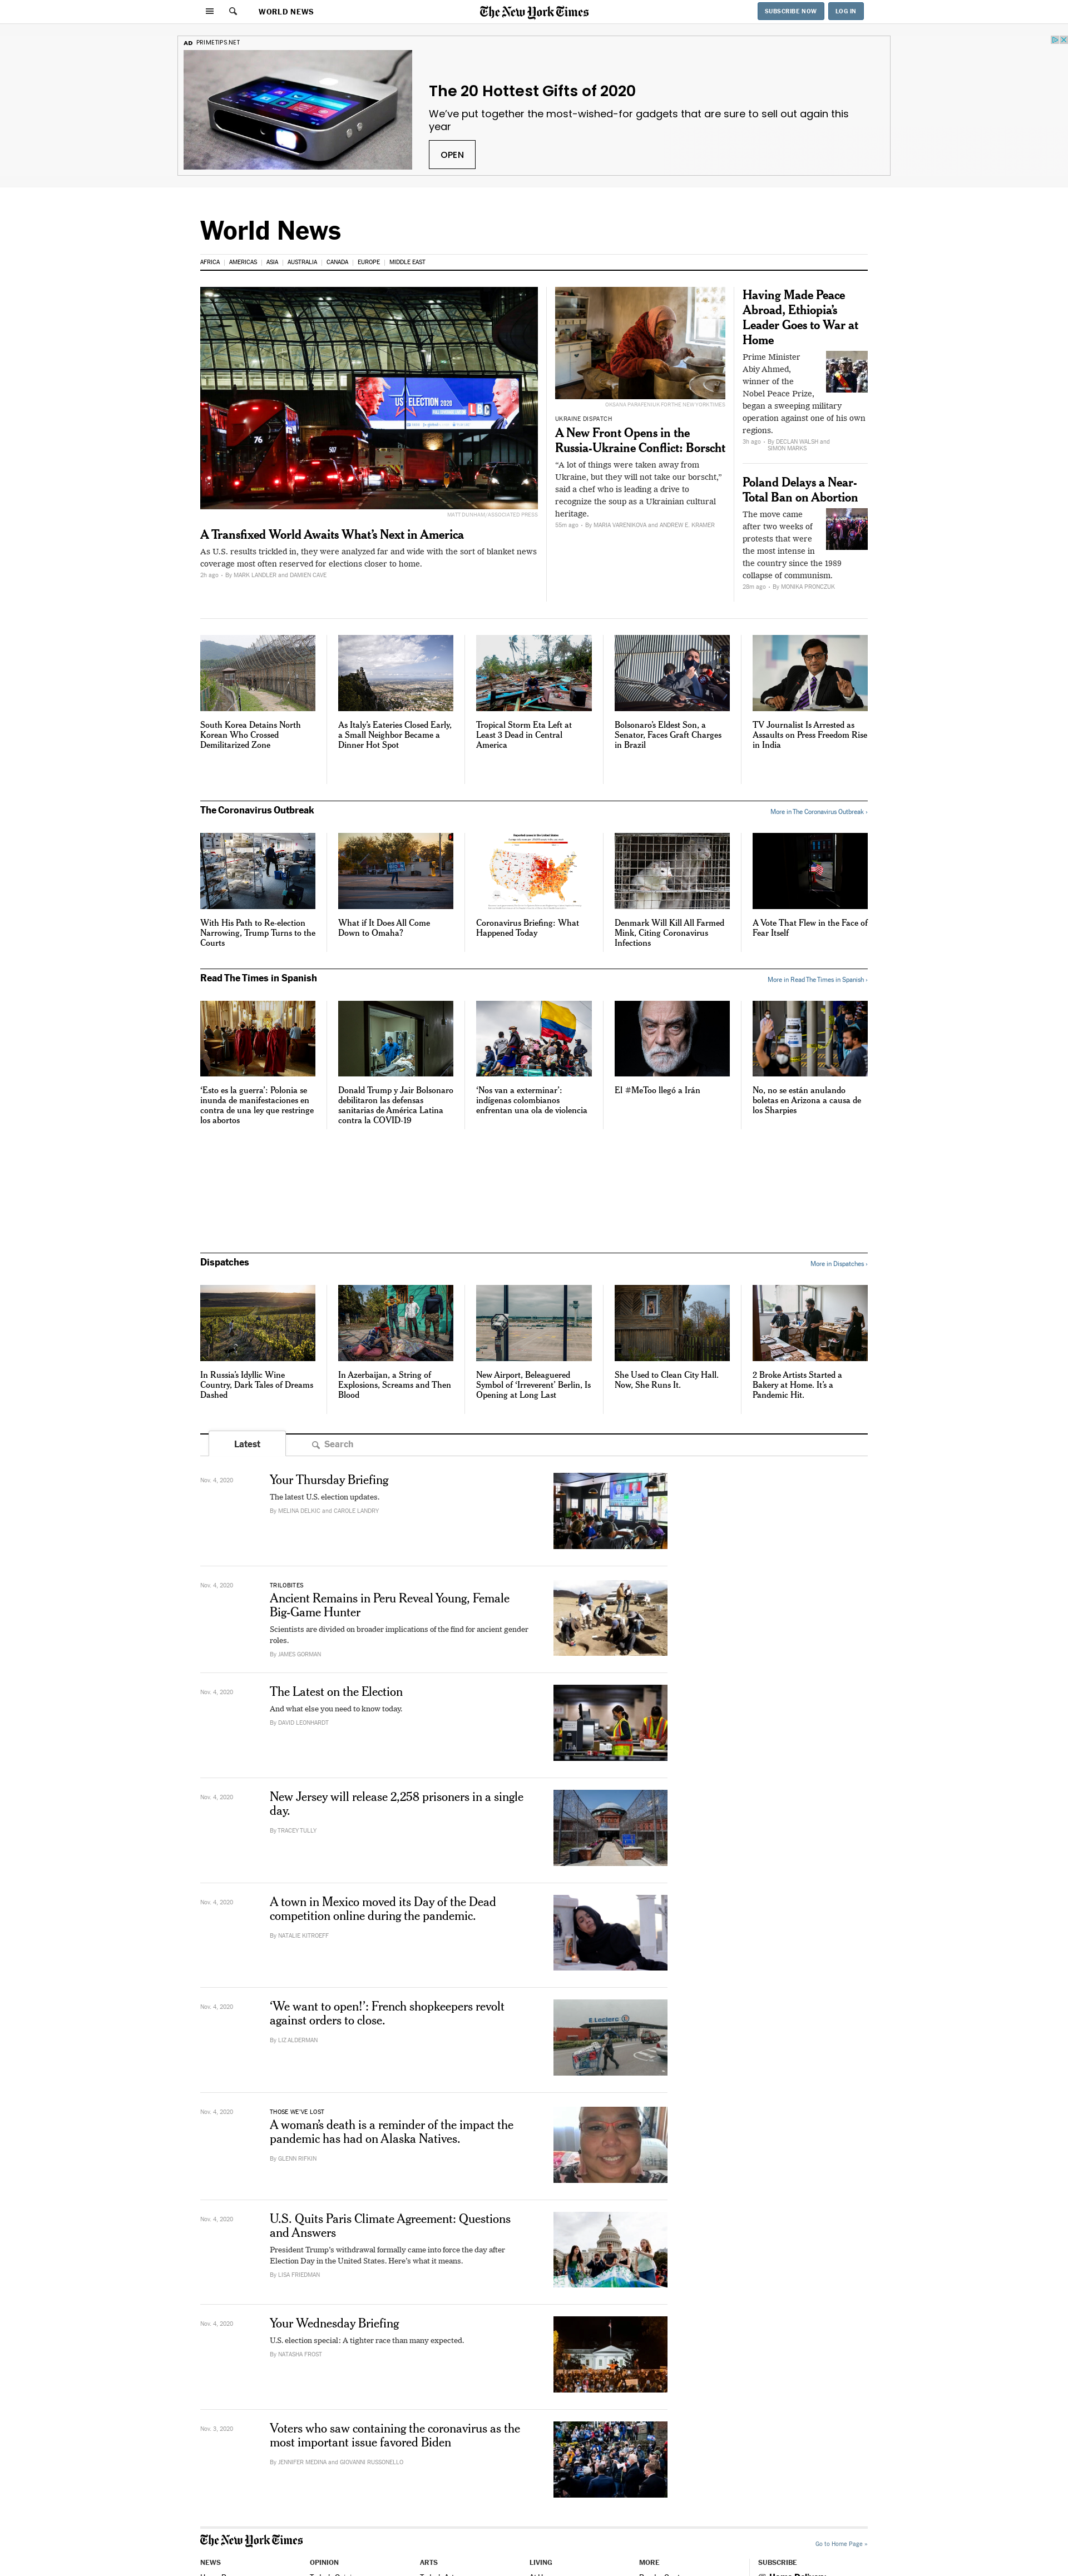 WORLD NEWS
The New York Times
SUBSCRIBE NOW
LOG IN
AD PRIMETIPS.NET
The 20 Hottest Gifts of 2020
We've put together the most-wished-for gadgets that are sure to sell out again this
year
OPEN
World News
AFRICA
AMERICAS
ASIA
AUSTRALIA
CANADA
EUROPE
MIDDLE EAST
US ELECTION 2020
LBC
76
507
MATT DUNHAM/ASSOCIATED PRESS
A Transfixed World Awaits What's Next in America
As U.S. results trickled in, they were analyzed far and wide with the sort of blanket news
coverage most often reserved for elections closer to home.
2h ago · By MARK LANDLER and DAMIEN CAVE
OKSANA PARAFENIUK FOR THE NEW YORK TIMES
UKRAINE DISPATCH
A New Front Opens in the
Russia-Ukraine Conflict: Borscht
“A lot of things were taken away from
Ukraine, but they will not take our borscht,”
said a chef who is leading a drive to
recognize the soup as a Ukrainian cultural
heritage.
55m ago · By MARIA VARENIKOVA and ANDREW E. KRAMER
Having Made Peace
Abroad, Ethiopia's
Leader Goes to War at
Home
Prime Minister
Abiy Ahmed,
winner of the
Nobel Peace Prize,
began a sweeping military
operation against one of his own
regions.
3h ago · By DECLAN WALSH and
SIMON MARKS
Poland Delays a Near-
Total Ban on Abortion
The move came
after two weeks of
protests that were
the most intense in
the country since the 1989
collapse of communism.
28m ago · By MONIKA PRONCZUK
South Korea Detains North
Korean Who Crossed
Demilitarized Zone
As Italy's Eateries Closed Early,
a Small Neighbor Became a
Dinner Hot Spot
Tropical Storm Eta Left at
Least 3 Dead in Central
America
Bolsonaro's Eldest Son, a
Senator, Faces Graft Charges
in Brazil
TV Journalist Is Arrested as
Assaults on Press Freedom Rise
in India
The Coronavirus Outbreak
More in The Coronavirus Outbreak ›
With His Path to Re-election
Narrowing, Trump Turns to the
Courts
What if It Does All Come
Down to Omaha?
Coronavirus Briefing: What
Happened Today
Denmark Will Kill All Farmed
Mink, Citing Coronavirus
Infections
A Vote That Flew in the Face of
Fear Itself
Read The Times in Spanish
More in Read The Times in Spanish ›
‘Esto es la guerra’: Polonia se
inunda de manifestaciones en
contra de una ley que restringe
los abortos
Donald Trump y Jair Bolsonaro
debilitaron las defensas
sanitarias de América Latina
contra la COVID-19
‘Nos van a exterminar’:
indígenas colombianos
enfrentan una ola de violencia
El #MeToo llegó a Irán
No, no se están anulando
boletas en Arizona a causa de
los Sharpies
Dispatches
More in Dispatches ›
In Russia's Idyllic Wine
Country, Dark Tales of Dreams
Dashed
In Azerbaijan, a String of
Explosions, Screams and Then
Blood
New Airport, Beleaguered
Symbol of ‘Irreverent’ Berlin, Is
Opening at Long Last
She Used to Clean City Hall.
Now, She Runs It.
2 Broke Artists Started a
Bakery at Home. It's a
Pandemic Hit.
Latest
Search
Nov. 4, 2020
Your Thursday Briefing
The latest U.S. election updates.
By MELINA DELKIC and CAROLE LANDRY
Nov. 4, 2020
TRILOBITES
Ancient Remains in Peru Reveal Young, Female
Big-Game Hunter
Scientists are divided on broader implications of the find for ancient gender
roles.
By JAMES GORMAN
Nov. 4, 2020
The Latest on the Election
And what else you need to know today.
By DAVID LEONHARDT
Nov. 4, 2020
New Jersey will release 2,258 prisoners in a single
day.
By TRACEY TULLY
Nov. 4, 2020
A town in Mexico moved its Day of the Dead
competition online during the pandemic.
By NATALIE KITROEFF
Nov. 4, 2020
‘We want to open!’: French shopkeepers revolt
against orders to close.
By LIZ ALDERMAN
E.Leclerc
Nov. 4, 2020
THOSE WE'VE LOST
A woman's death is a reminder of the impact the
pandemic has had on Alaska Natives.
By GLENN RIFKIN
Nov. 4, 2020
U.S. Quits Paris Climate Agreement: Questions
and Answers
President Trump's withdrawal formally came into force the day after
Election Day in the United States. Here's what it means.
By LISA FRIEDMAN
Nov. 4, 2020
Your Wednesday Briefing
U.S. election special: A tighter race than many expected.
By NATASHA FROST
Nov. 3, 2020
Voters who saw containing the coronavirus as the
most important issue favored Biden
By JENNIFER MEDINA and GIOVANNI RUSSONELLO
The New York Times
Go to Home Page »
NEWS
OPINION
ARTS
LIVING
MORE
SUBSCRIBE